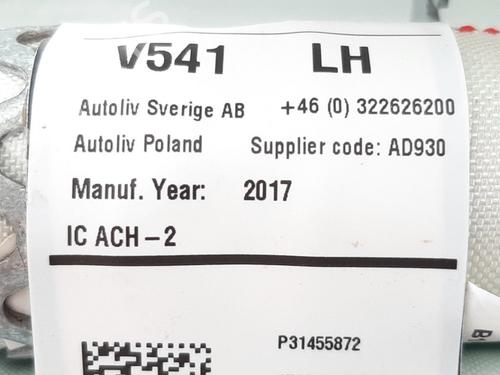 V541 LH
Autoliv Sverige AB +46 (0) 322626200
Autoliv Poland Supplier code: AD930
Manuf. Year: 2017
IC ACH-2
P31455872